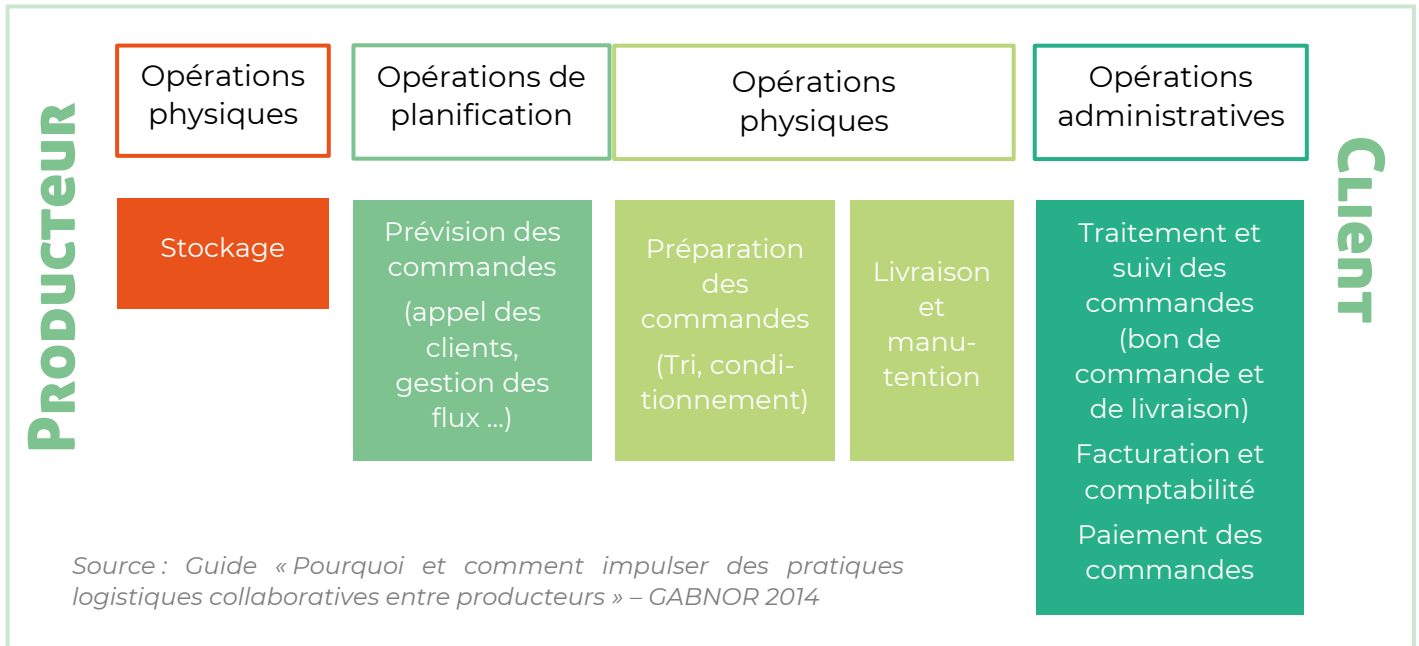 PRODUCTEUR
Opérations
physiques
Opérations de
planification
Opérations
physiques
Opérations
administratives
Stockage
Prévision des
commandes
(appel des
clients,
gestion des
flux ...)
Préparation
des
commandes
(Tri, condi-
tionnement)
Livraison
et
manu-
tention
Traitement et
suivi des
commandes
(bon de
commande et
de livraison)
Facturation et
comptabilité
Paiement des
commandes
CLIENT
Source : Guide « Pourquoi et comment impulser des pratiques
logistiques collaboratives entre producteurs » – GABNOR 2014